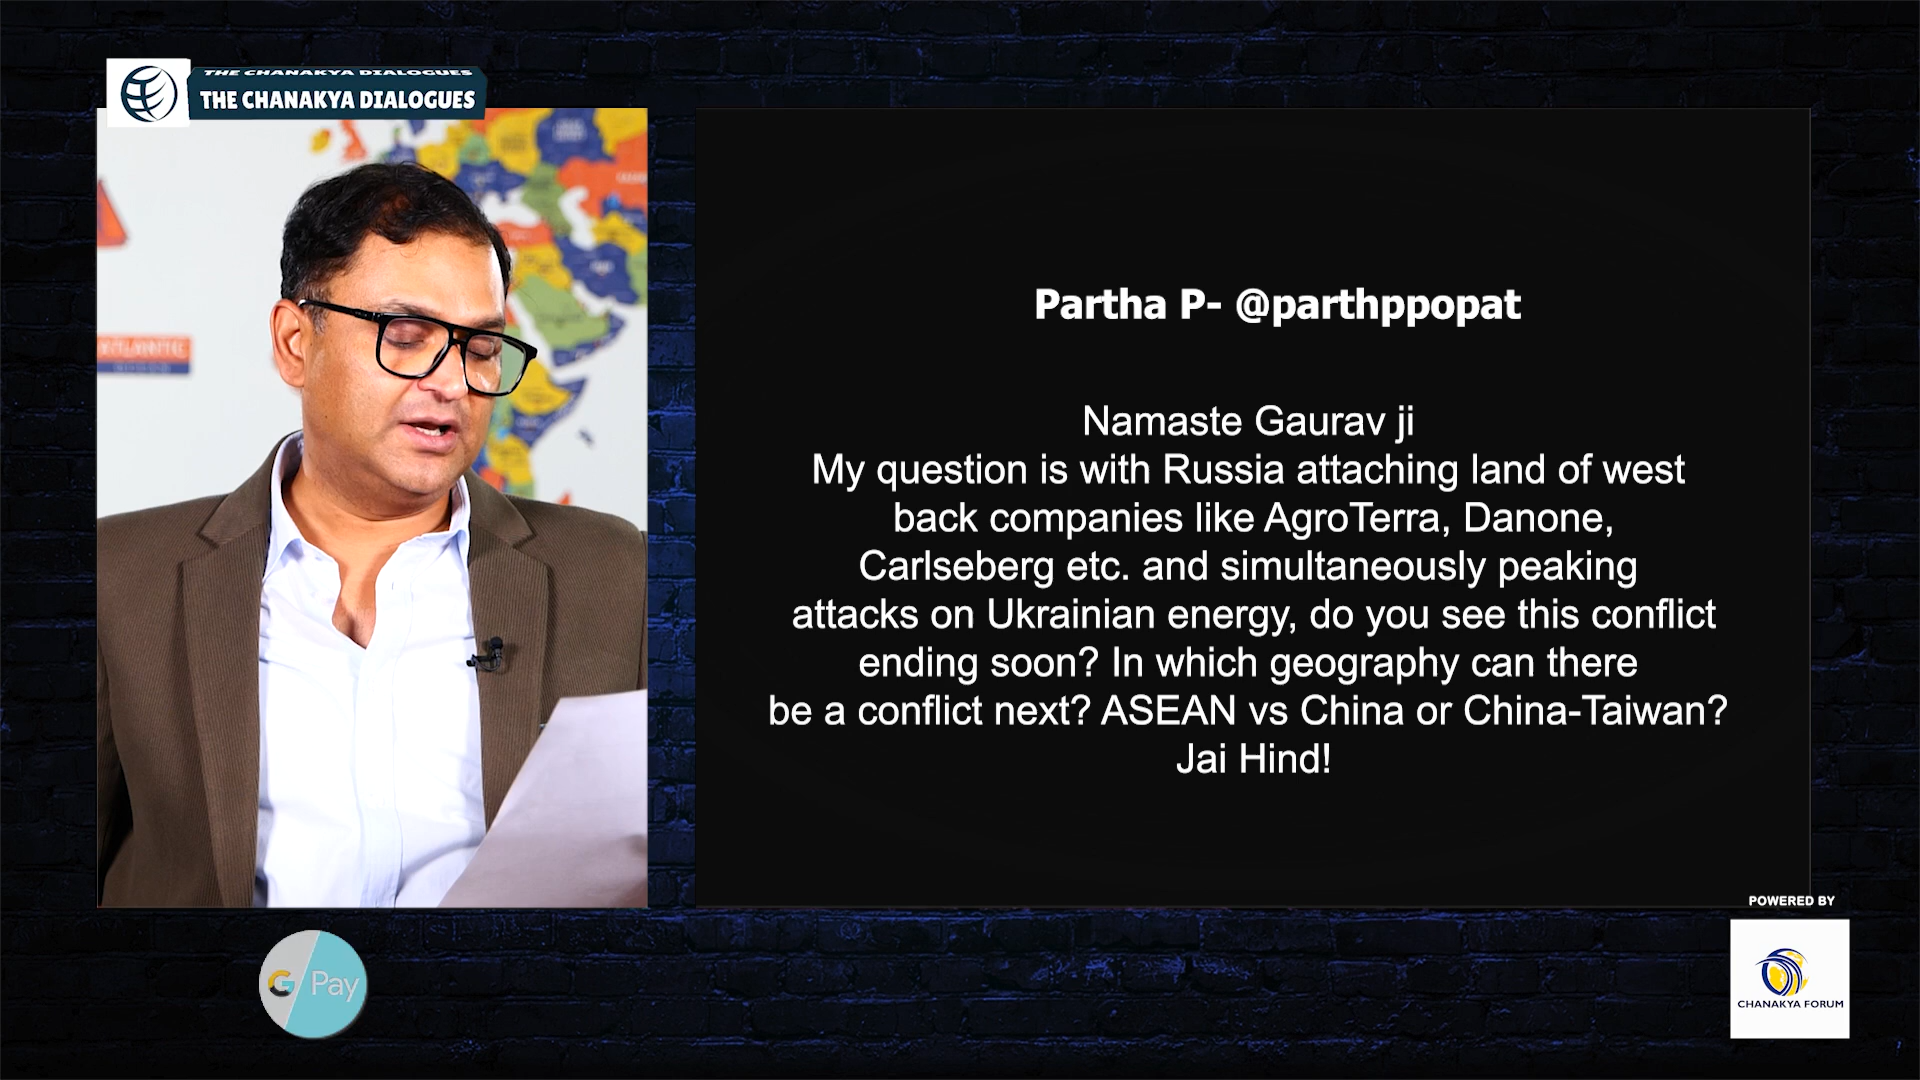 THE CHANAKYA DIALOGUES
THE CHANAKYA DIALOGUES
ATLANTIC
Partha P- @parthppopat
Namaste Gaurav ji
My question is with Russia attaching land of west
back companies like AgroTerra, Danone,
Carlseberg etc. and simultaneously peaking
attacks on Ukrainian energy, do you see this conflict
ending soon? In which geography can there
be a conflict next? ASEAN vs China or China-Taiwan?
Jai Hind!
POWERED BY
CHANAKYA FORUM
G Pay